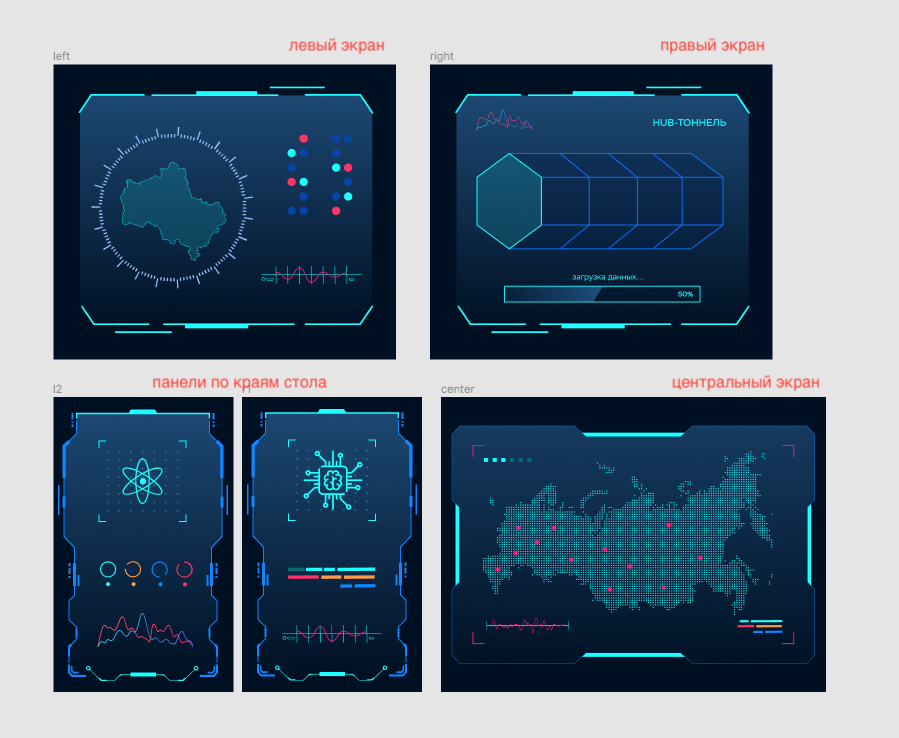 левый экран
правый экран
left
right
HUB-ТОННЕЛЬ
загрузка данных...
50%
панели по краям стола
центральный экран
l2
r1
center